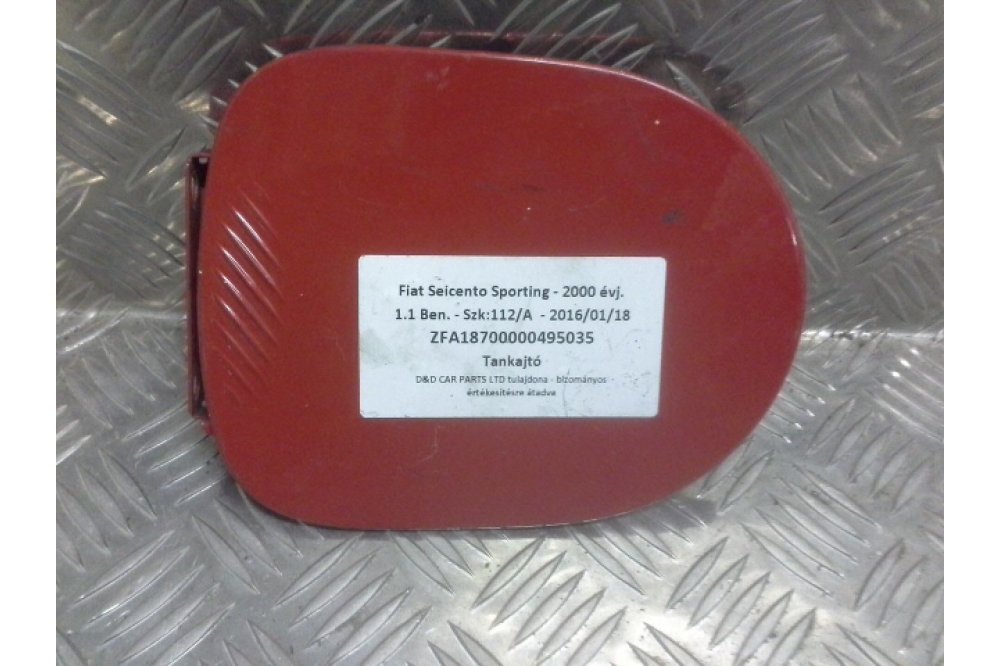 Fiat Seicento Sporting - 2000 évj.
1.1 Ben. - Szk:112/A - 2016/01/18
ZFA18700000495035
Tankajtó
D&D CAR PARTS LTD tulajdona - bizományos
értékesítésre átadva